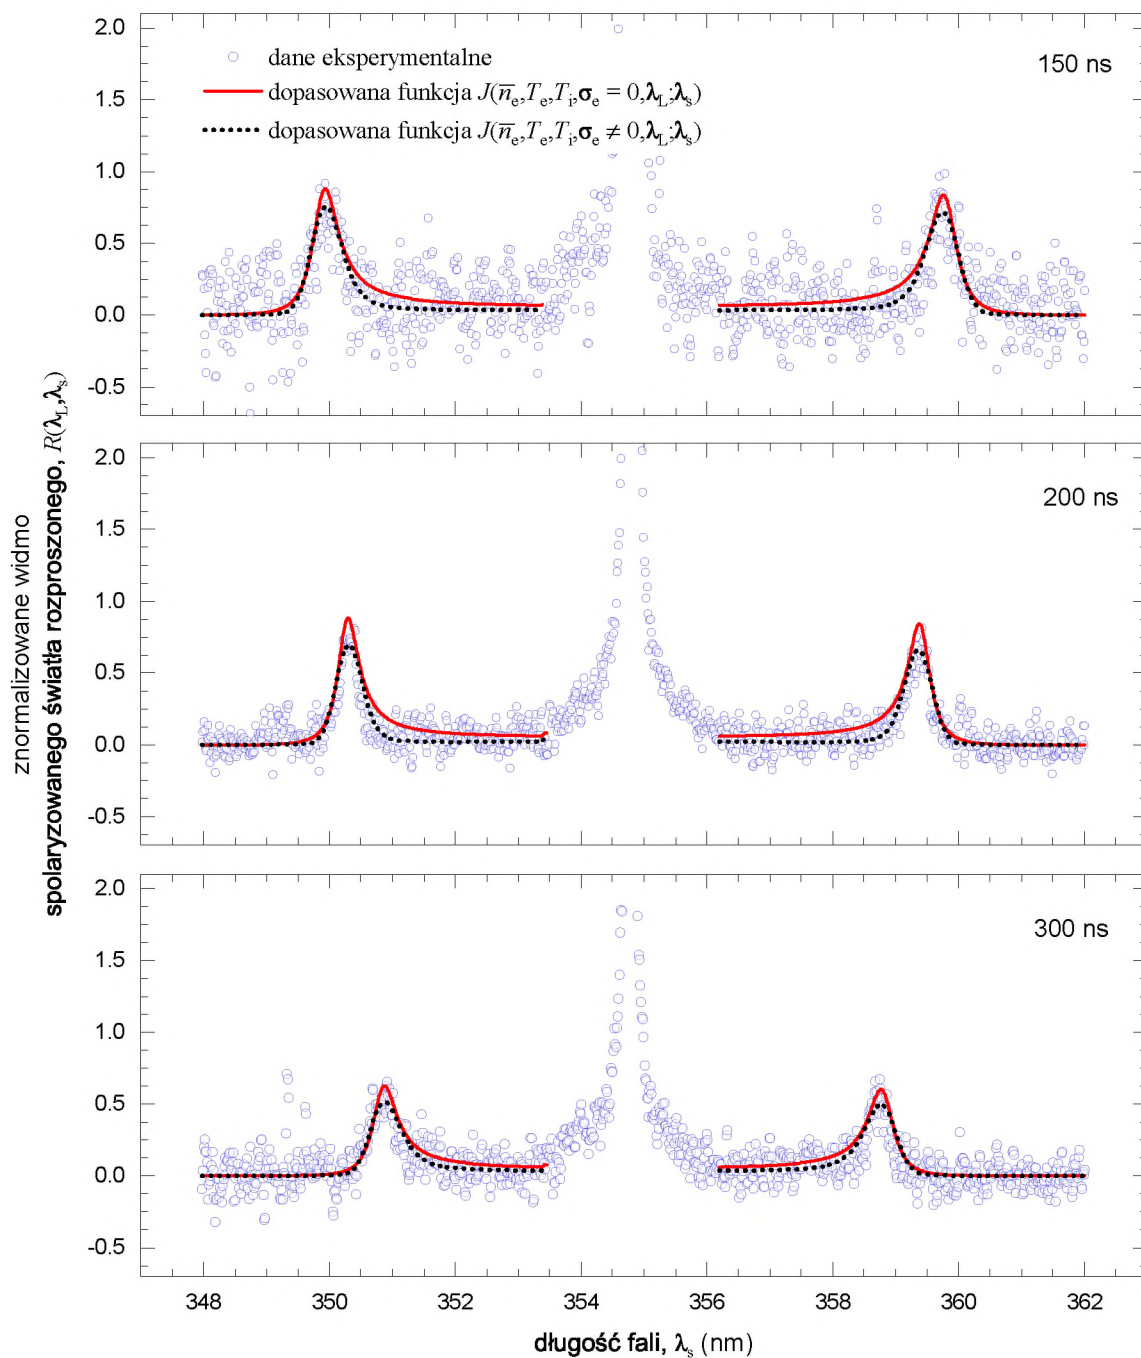 2.0
1.5
1.0
0.5
0.0
-0.5
dane eksperymentalne
dopasowana funkcja J(n̅e,Te,Ti,σe = 0,λL;λs)
dopasowana funkcja J(n̅e,Te,Ti,σe ≠ 0,λL;λs)
150 ns
2.0
1.5
1.0
0.5
0.0
-0.5
200 ns
znormalizowane widmo
spolaryzowanego światła rozproszonego, R(λL,λs)
2.0
1.5
1.0
0.5
0.0
-0.5
300 ns
348 350 352 354 356 358 360 362
długość fali, λs (nm)